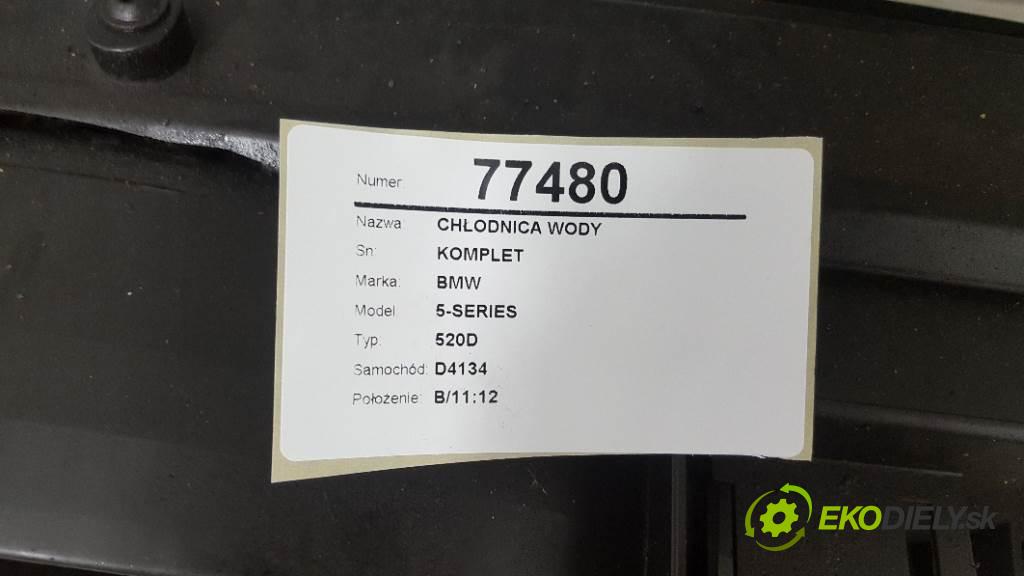 Numer: 77480
Nazwa: CHŁODNICA WODY
Sn: KOMPLET
Marka: BMW
Model 5-SERIES
Typ: 520D
Samochód: D4134
Położenie: B/11:12
EKODIELY.sk